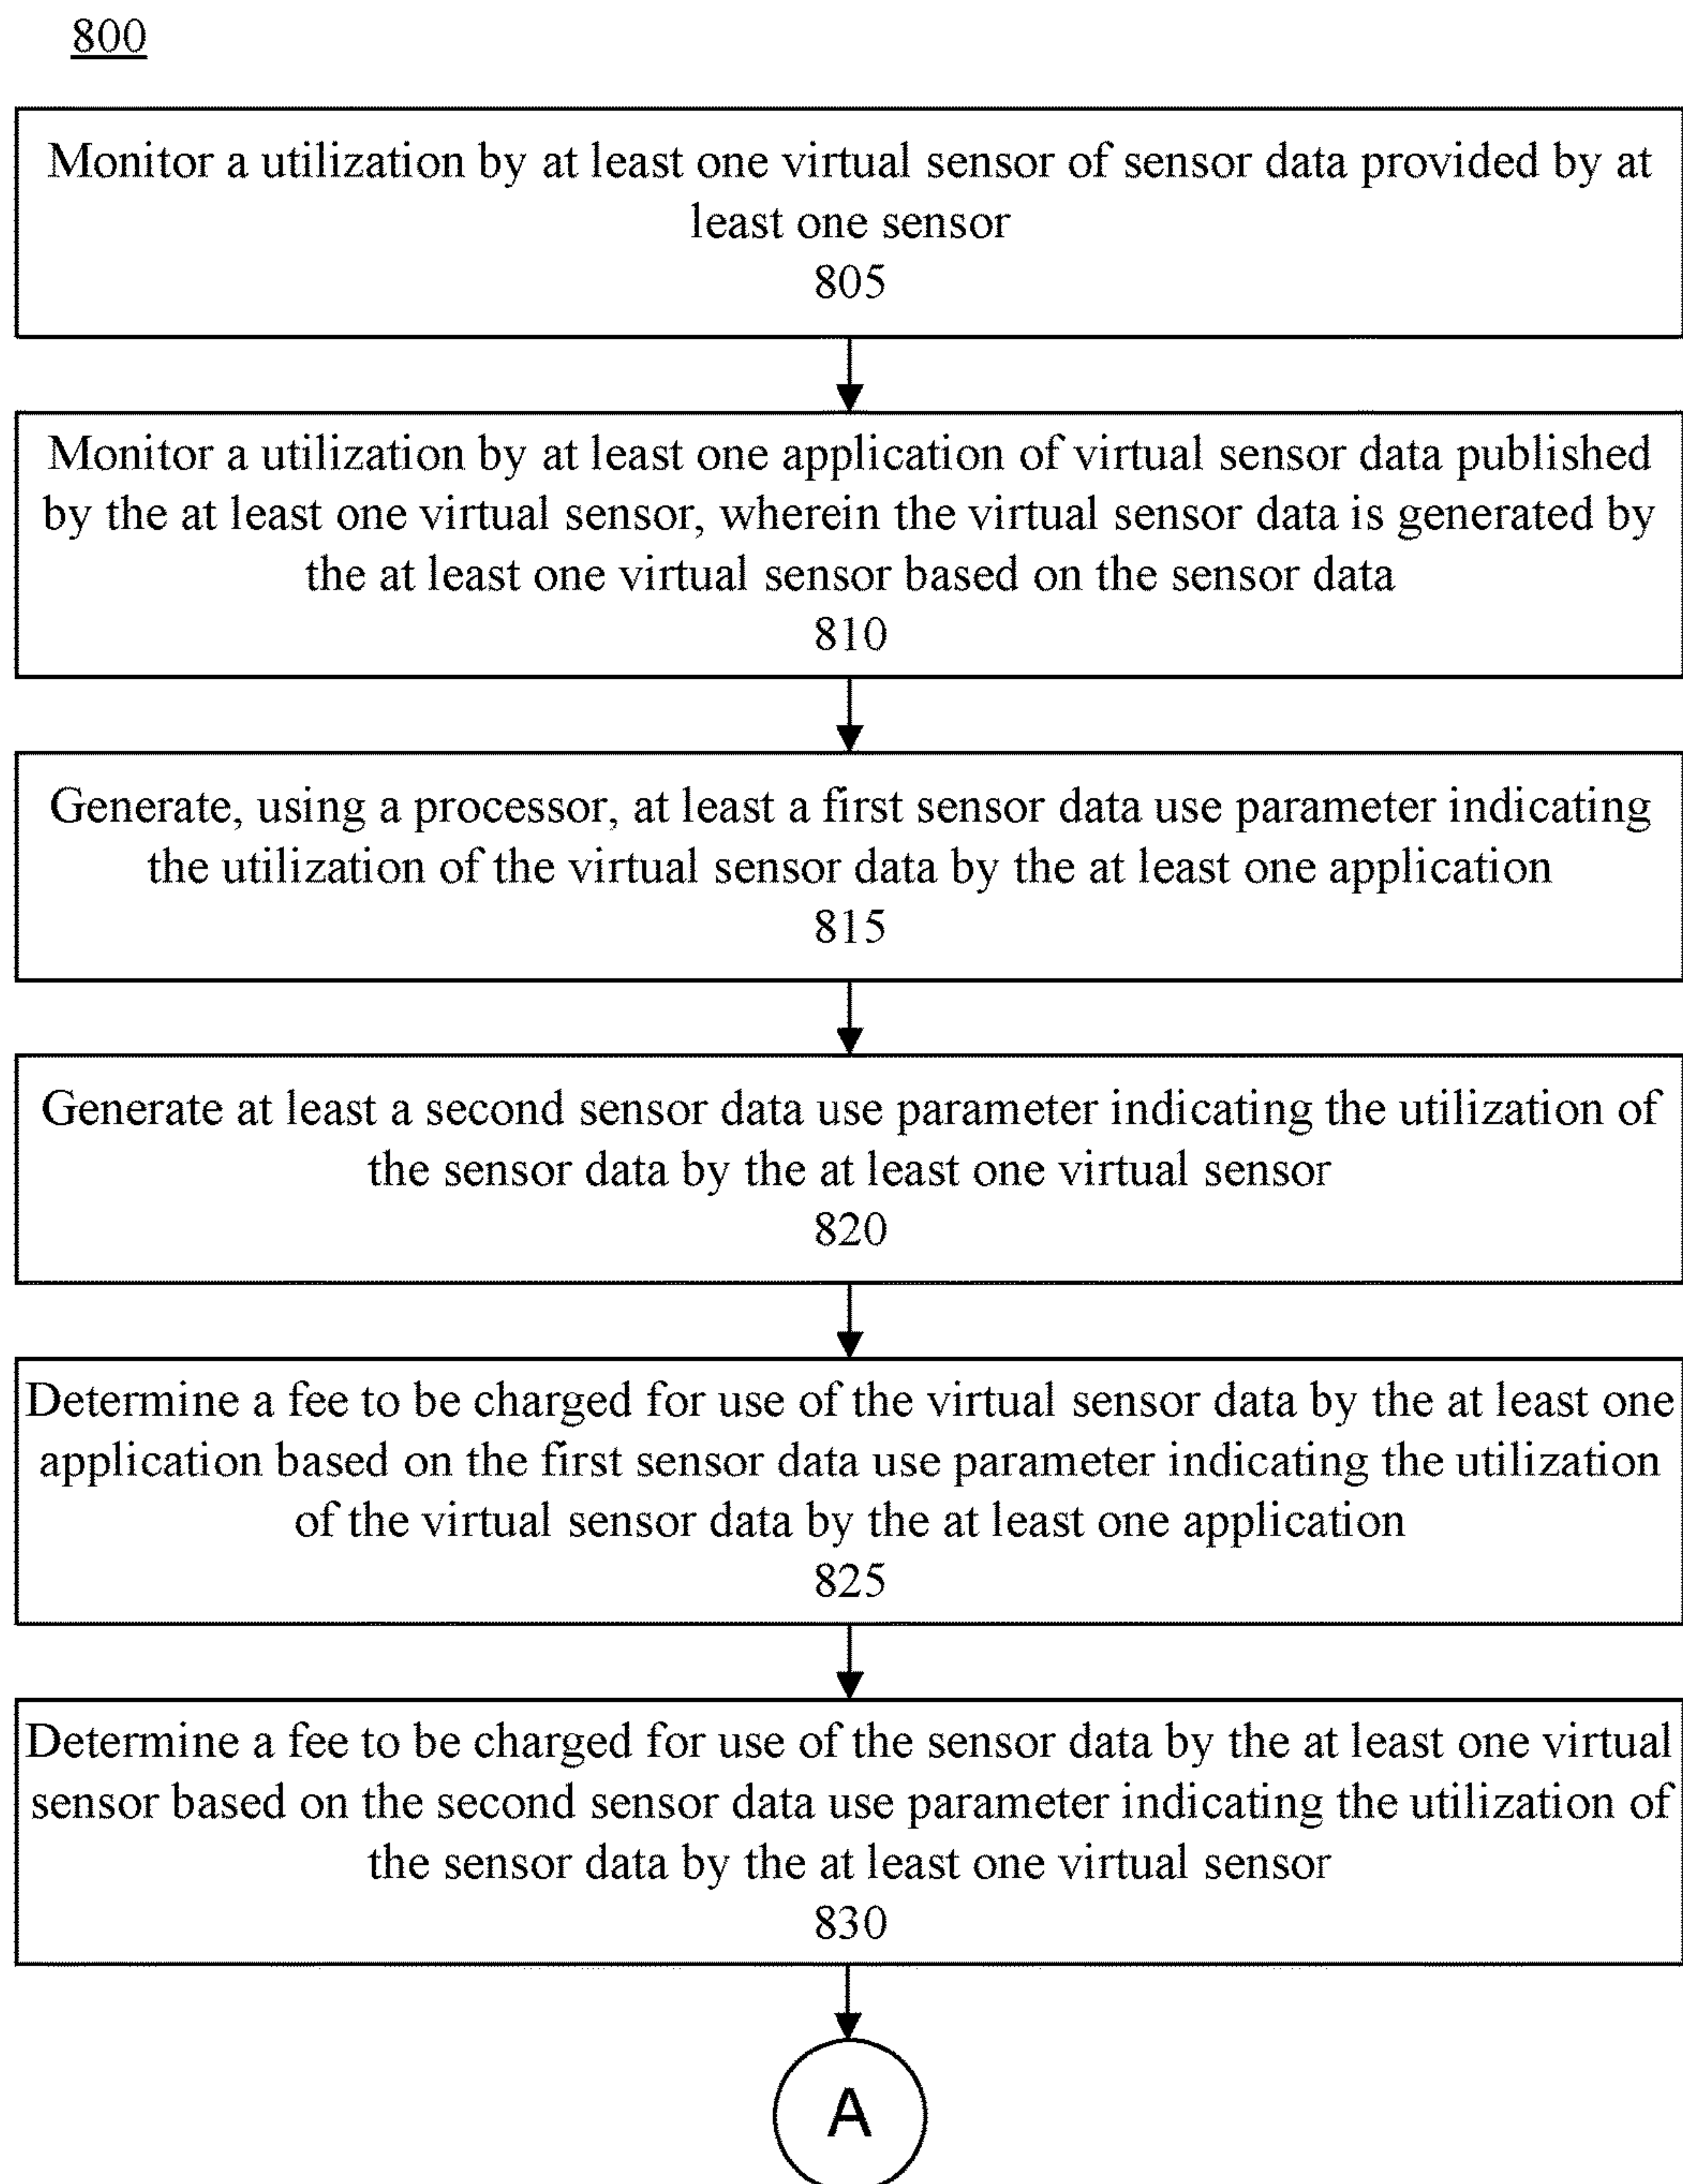 800
Monitor a utilization by at least one virtual sensor of sensor data provided by at
least one sensor
805
Monitor a utilization by at least one application of virtual sensor data published
by the at least one virtual sensor, wherein the virtual sensor data is generated by
the at least one virtual sensor based on the sensor data
810
Generate, using a processor, at least a first sensor data use parameter indicating
the utilization of the virtual sensor data by the at least one application
815
Generate at least a second sensor data use parameter indicating the utilization of
the sensor data by the at least one virtual sensor
820
Determine a fee to be charged for use of the virtual sensor data by the at least one
application based on the first sensor data use parameter indicating the utilization
of the virtual sensor data by the at least one application
825
Determine a fee to be charged for use of the sensor data by the at least one virtual
sensor based on the second sensor data use parameter indicating the utilization of
the sensor data by the at least one virtual sensor
830
A